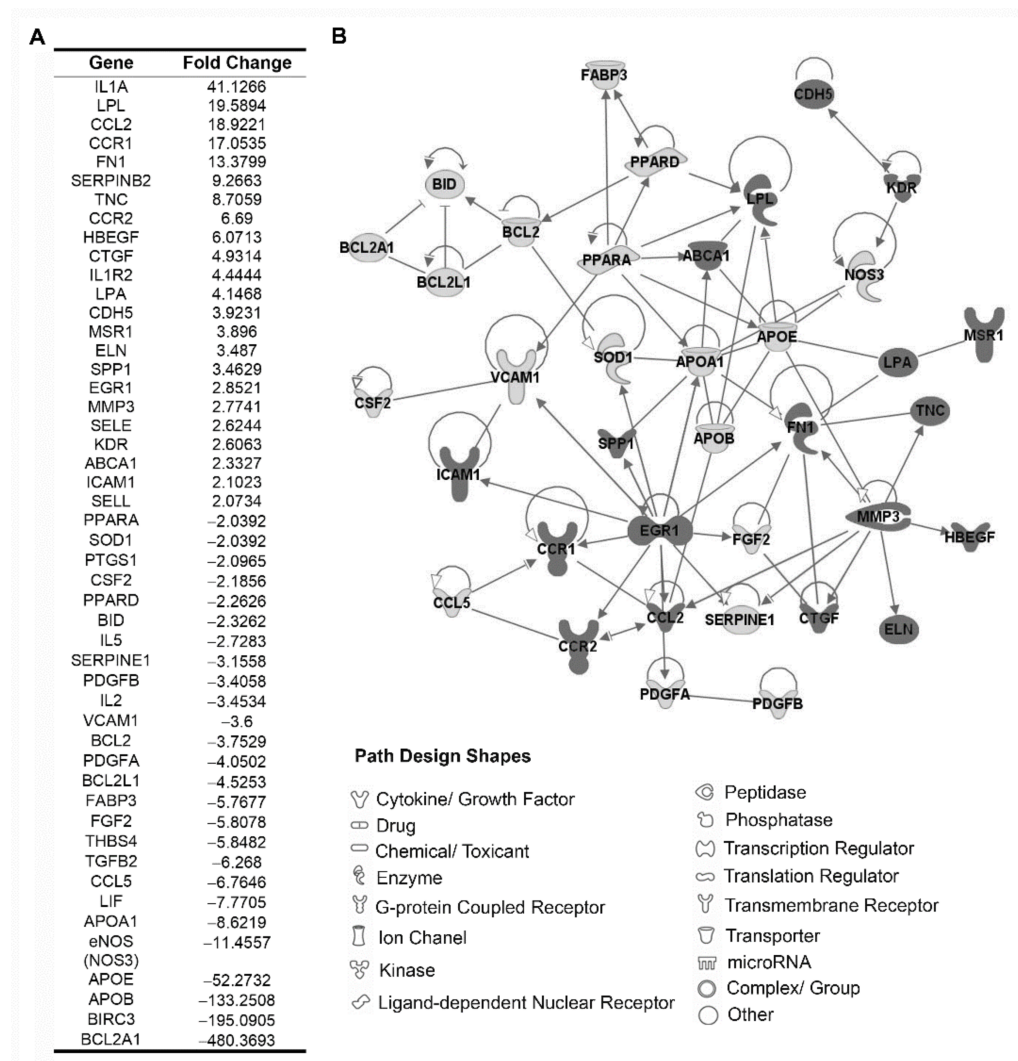 A
Gene Fold Change
IL1A 41.1266
LPL 19.5894
CCL2 18.9221
CCR1 17.0535
FN1 13.3799
SERPINB2 9.2663
TNC 8.7059
CCR2 6.69
HBEGF 6.0713
CTGF 4.9314
IL1R2 4.4444
LPA 4.1468
CDH5 3.9231
MSR1 3.896
ELN 3.487
SPP1 3.4629
EGR1 2.8521
MMP3 2.7741
SELE 2.6244
KDR 2.6063
ABCA1 2.3327
ICAM1 2.1023
SELL 2.0734
PPARA −2.0392
SOD1 −2.0392
PTGS1 −2.0965
CSF2 −2.1856
PPARD −2.2626
BID −2.3262
IL5 −2.7283
SERPINE1 −3.1558
PDGFB −3.4058
IL2 −3.4534
VCAM1 −3.6
BCL2 −3.7529
PDGFA −4.0502
BCL2L1 −4.5253
FABP3 −5.7677
FGF2 −5.8078
THBS4 −5.8482
TGFB2 −6.268
CCL5 −6.7646
LIF −7.7705
APOA1 −8.6219
eNOS −11.4557
(NOS3)
APOE −52.2732
APOB −133.2508
BIRC3 −195.0905
BCL2A1 −480.3693
B
FABP3
CDH5
PPARD
BID
KDR
LPL
BCL2
BCL2A1
PPARA
ABCA1
NOS3
BCL2L1
APOE
MSR1
SOD1
APOA1
LPA
VCAM1
CSF2
TNC
FN1
SPP1
APOB
ICAM1
MMP3
EGR1
HBEGF
FGF2
CCR1
CCL5
CCL2
SERPINE1
CTGF
ELN
CCR2
PDGFA
PDGFB
Path Design Shapes
Cytokine/ Growth Factor
Drug
Chemical/ Toxicant
Enzyme
G-protein Coupled Receptor
Ion Chanel
Kinase
Ligand-dependent Nuclear Receptor
Peptidase
Phosphatase
Transcription Regulator
Translation Regulator
Transmembrane Receptor
Transporter
microRNA
Complex/ Group
Other